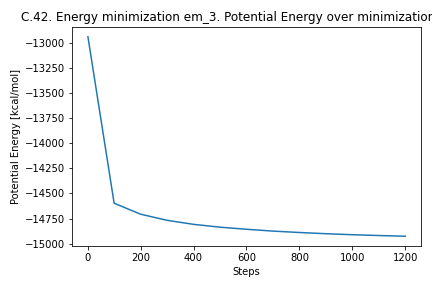 C.42. Energy minimization em_3. Potential Energy over minimization
−13000
−13250
−13500
−13750
−14000
−14250
−14500
−14750
−15000
Potential Energy [kcal/mol]
0 200 400 600 800 1000 1200
Steps